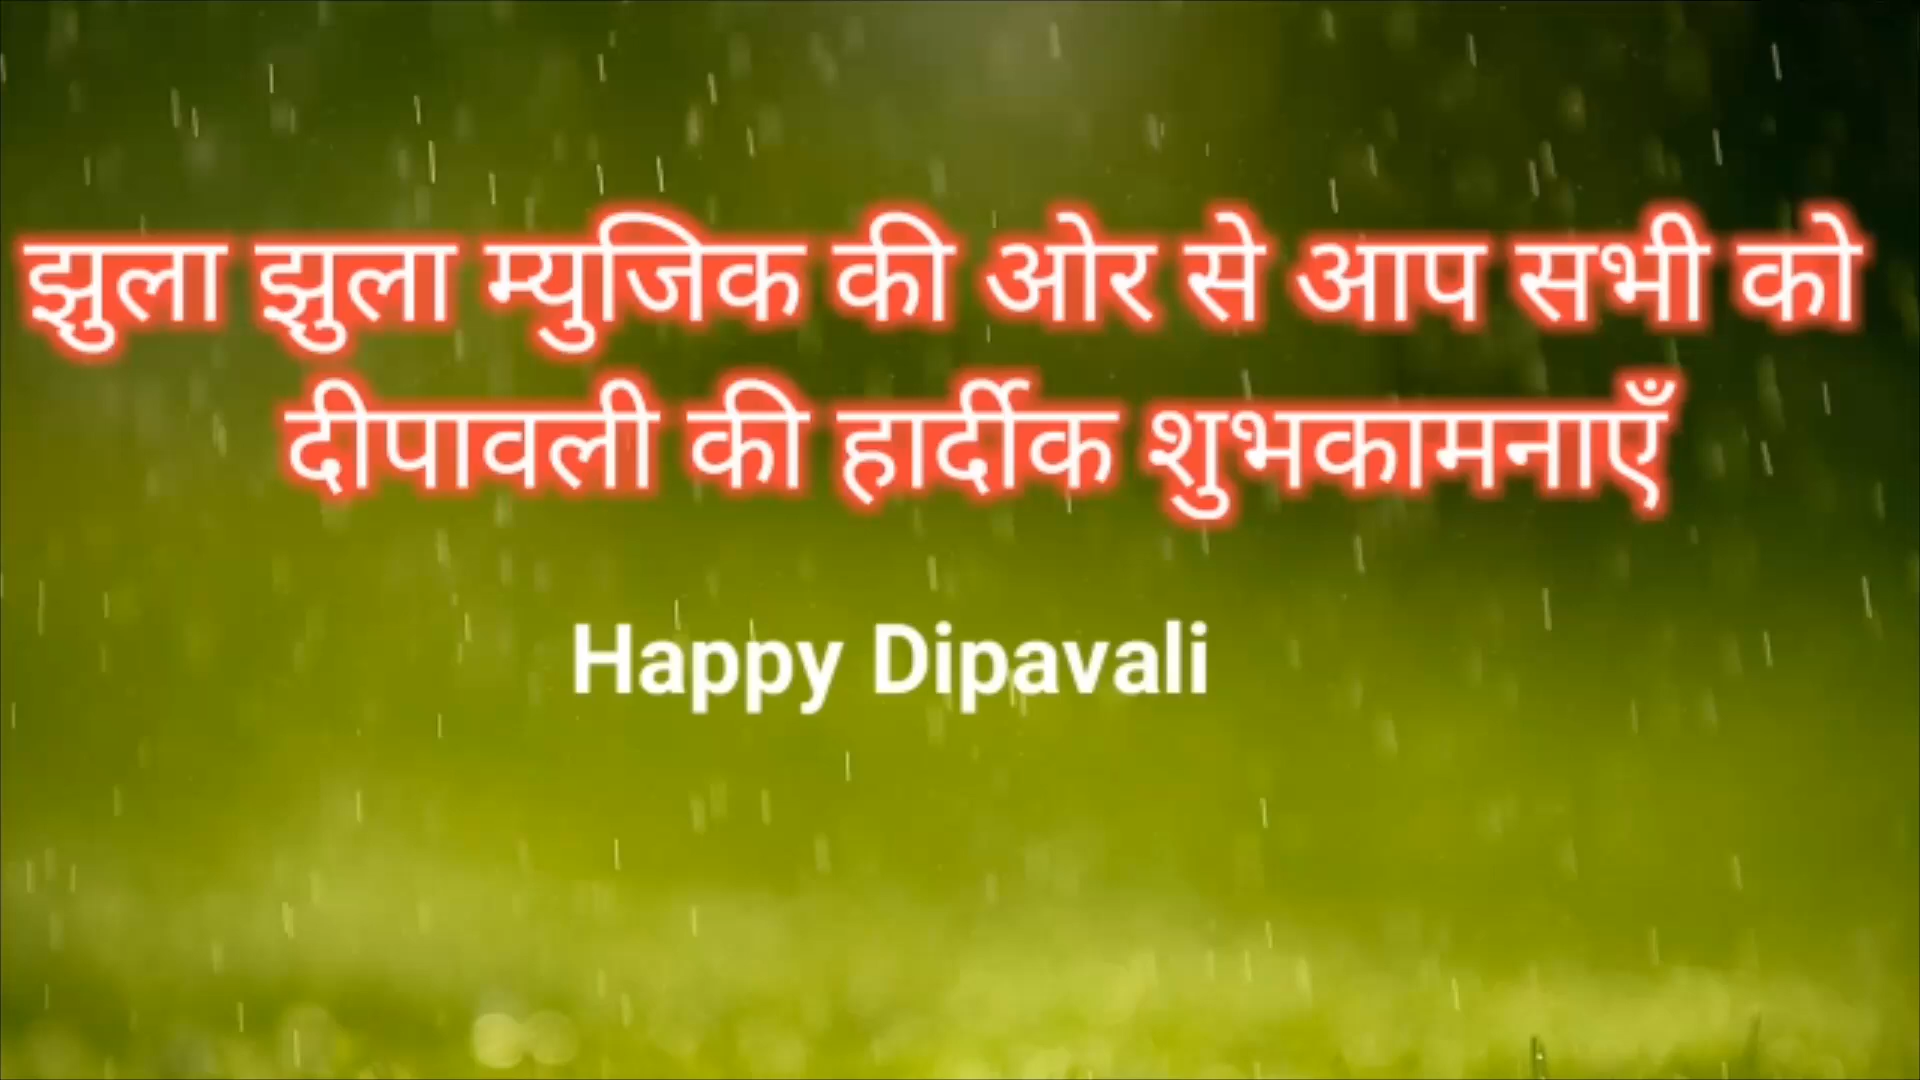 झुला झुला म्युजिक की ओर से आप सभी को
दीपावली की हार्दीक शुभकामनाएँ
Happy Dipavali